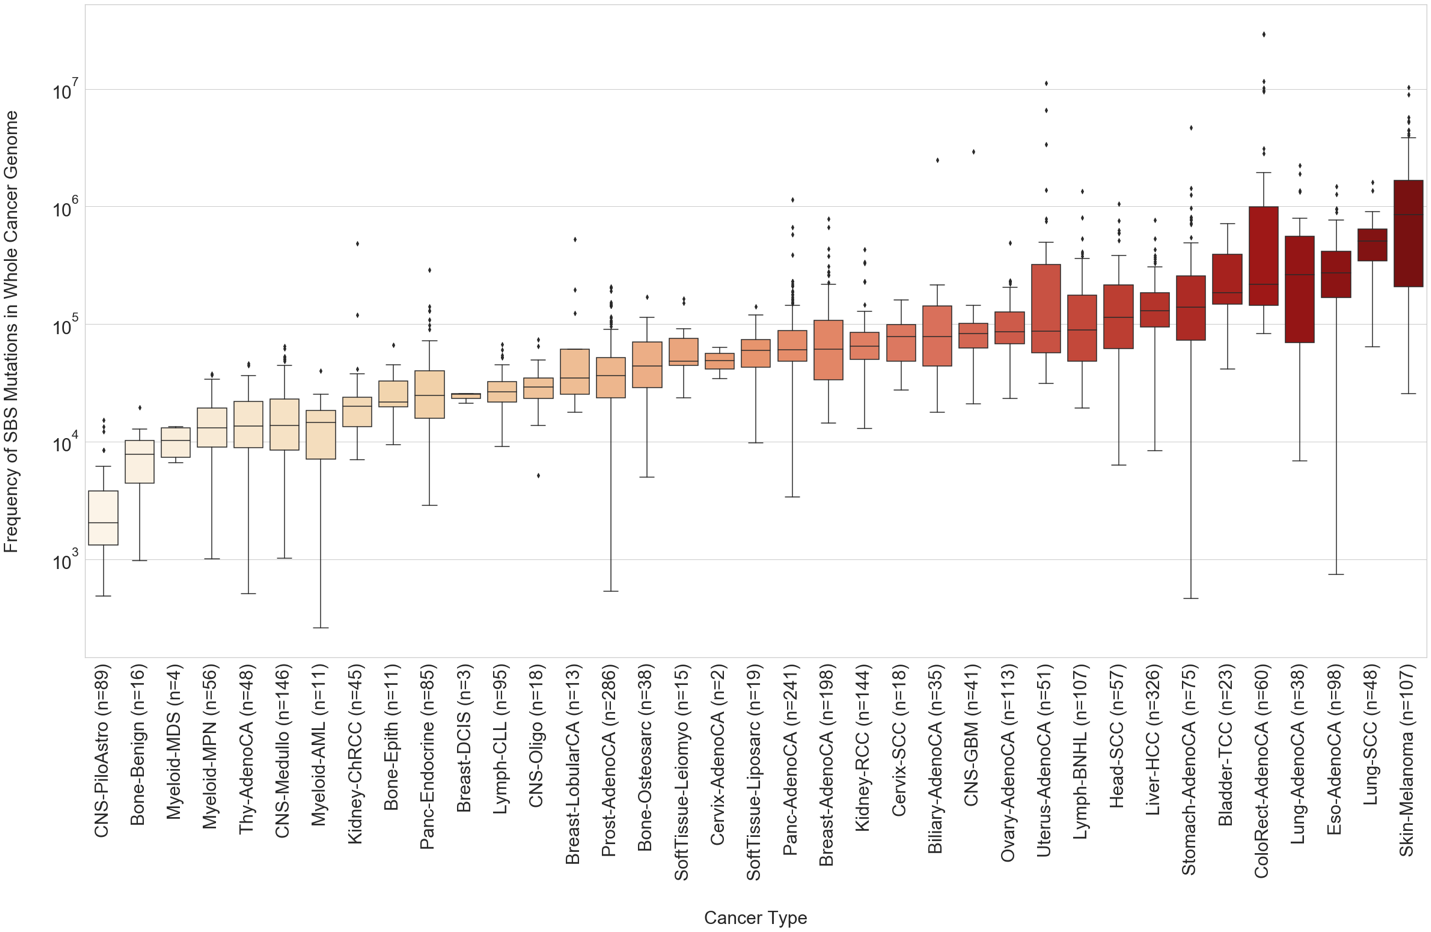 Frequency of SBS Mutations in Whole Cancer Genome
10^7
10^6
10^5
10^4
10^3
CNS-PiloAstro (n=89)
Bone-Benign (n=16)
Myeloid-MDS (n=4)
Myeloid-MPN (n=56)
Thy-AdenoCA (n=48)
CNS-Medullo (n=146)
Myeloid-AML (n=11)
Kidney-ChRCC (n=45)
Bone-Epith (n=11)
Panc-Endocrine (n=85)
Breast-DCIS (n=3)
Lymph-CLL (n=95)
CNS-Oligo (n=18)
Breast-LobularCA (n=13)
Prost-AdenoCA (n=286)
Bone-Osteosarc (n=38)
SoftTissue-Leiomyo (n=15)
Cervix-AdenoCA (n=2)
SoftTissue-Liposarc (n=19)
Panc-AdenoCA (n=241)
Breast-AdenoCA (n=198)
Kidney-RCC (n=144)
Cervix-SCC (n=18)
Biliary-AdenoCA (n=35)
CNS-GBM (n=41)
Ovary-AdenoCA (n=113)
Uterus-AdenoCA (n=51)
Lymph-BNHL (n=107)
Head-SCC (n=57)
Liver-HCC (n=326)
Stomach-AdenoCA (n=75)
Bladder-TCC (n=23)
ColoRect-AdenoCA (n=60)
Lung-AdenoCA (n=38)
Eso-AdenoCA (n=98)
Lung-SCC (n=48)
Skin-Melanoma (n=107)
Cancer Type